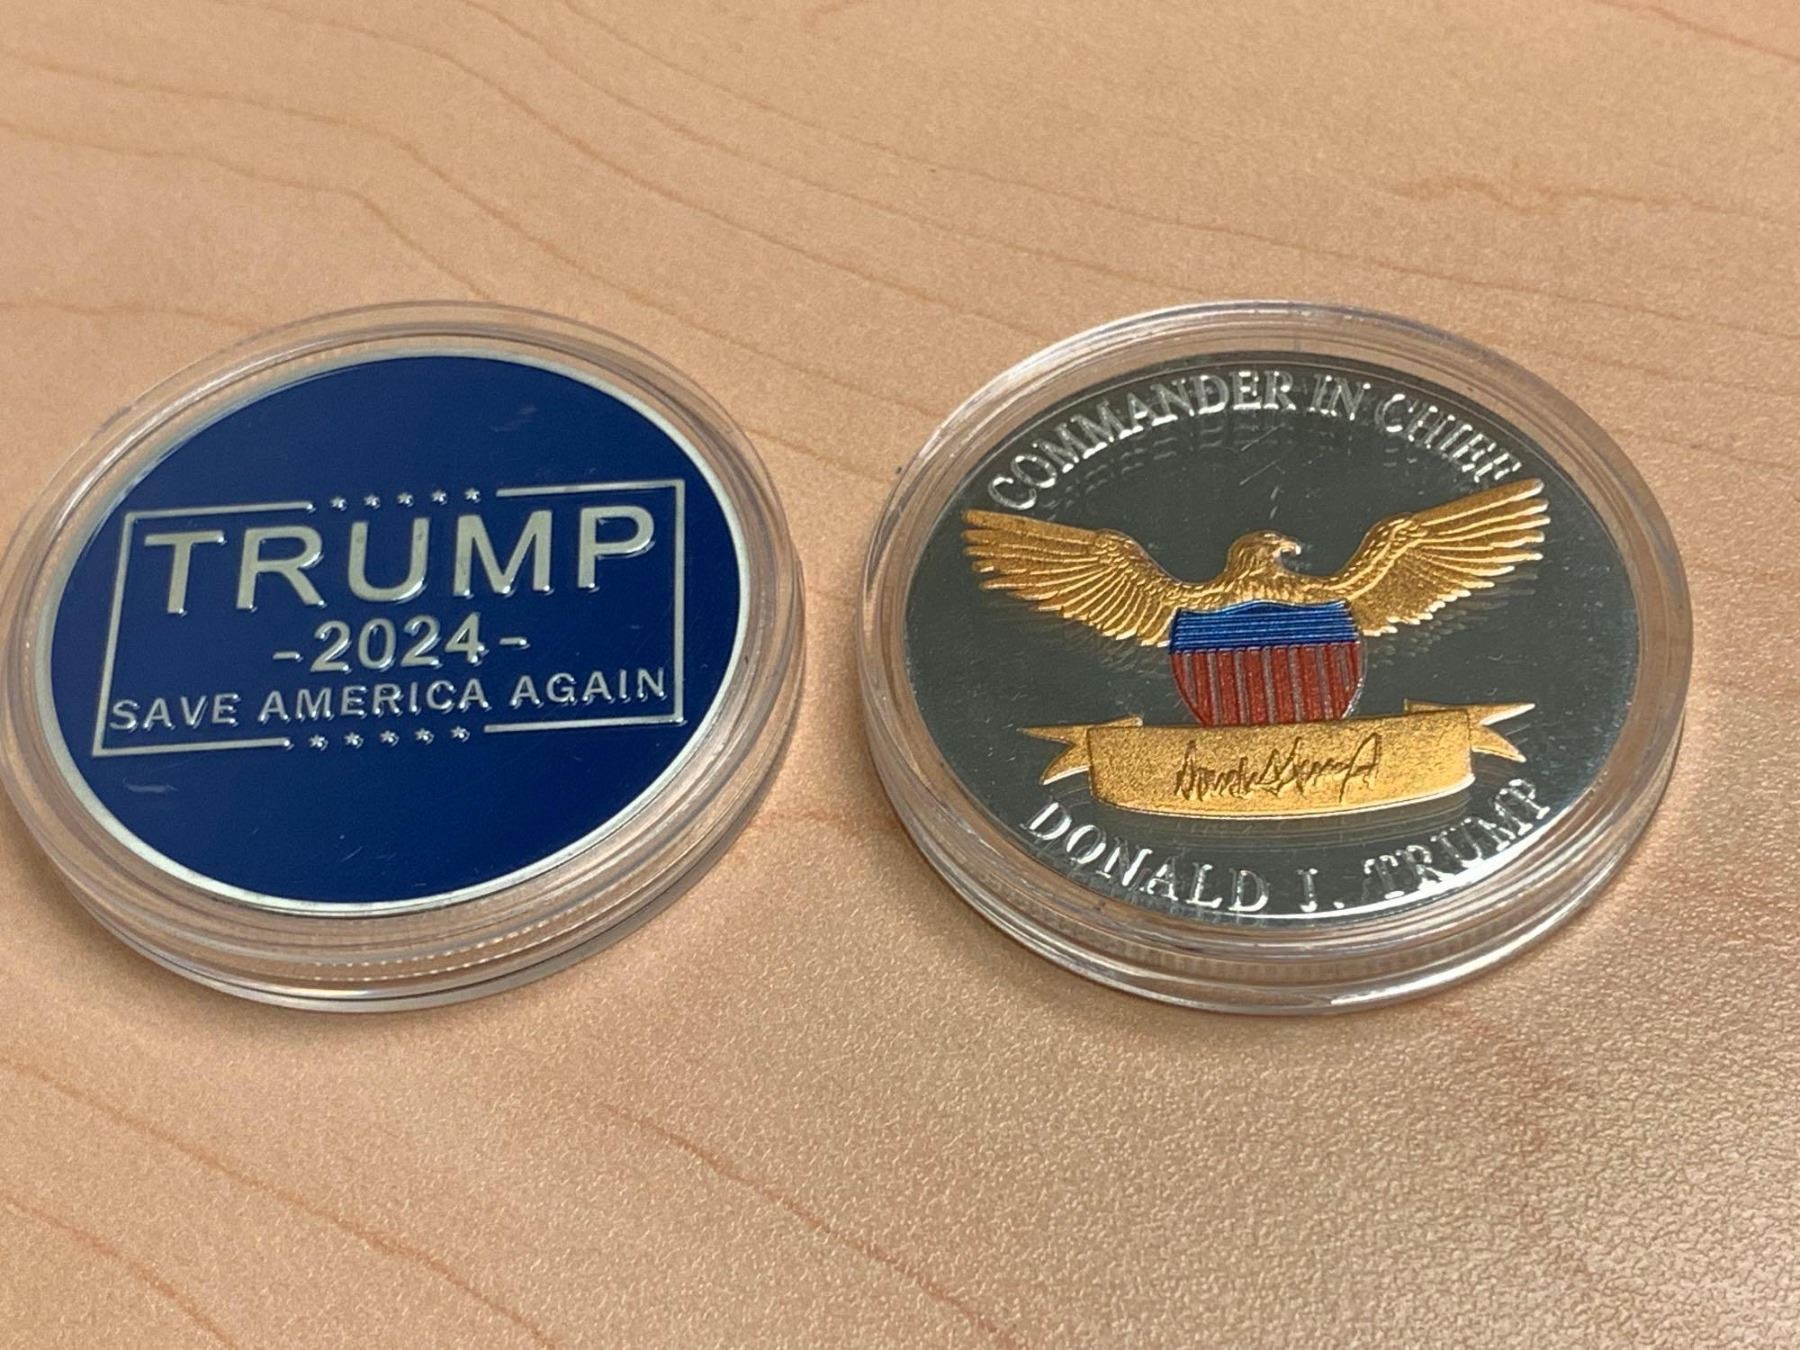 TRUMP
-2024-
SAVE AMERICA AGAIN
COMMANDER IN CHIEF
DONALD J. TRUMP